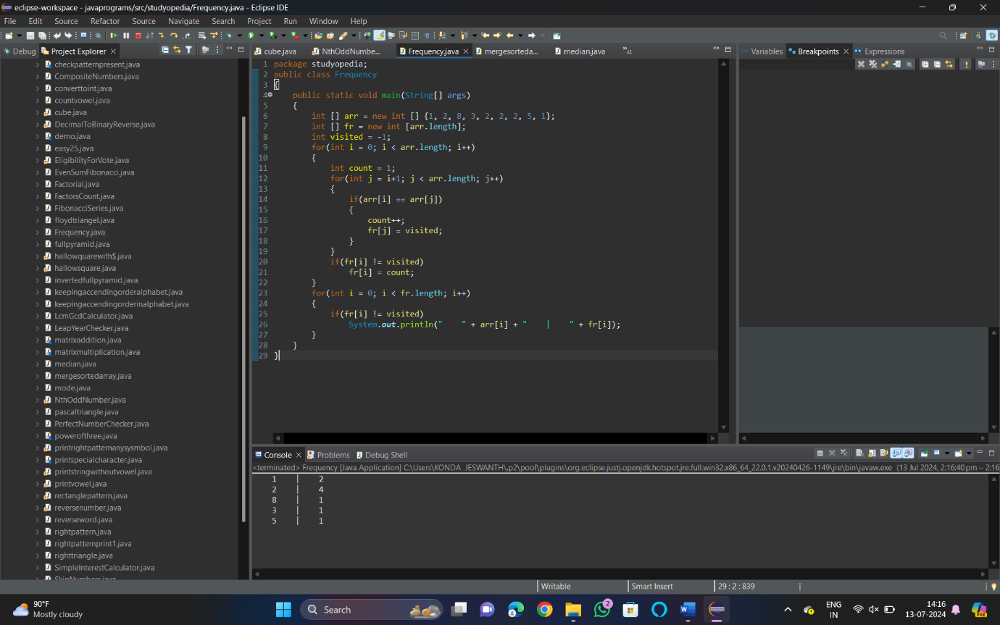 eclipse-workspace - javaprograms/src/studyopedia/Frequency.java - Eclipse IDE
File Edit Source Refactor Source Navigate Search Project Run Window Help
Debug Project Explorer
checkpatternpresent.java
CompositeNumbers.java
converttoint.java
countvowel.java
cube.java
DecimalToBinaryReverse.java
demo.java
easy25.java
EligibilityForVote.java
EvenSumFibonacci.java
Factorial.java
FactorsCount.java
FibonacciSeries.java
floydtriangel.java
Frequency.java
fullpyramid.java
hallowquarewith$.java
hallowsquare.java
invertedfullpyramid.java
keepingaccendingorderalphabet.java
keepingaccendingorderinalphabet.java
LcmGcdCalculator.java
LeapYearChecker.java
matrixaddition.java
matrixmultiplication.java
median.java
mergesortedarray.java
mode.java
NthOddNumber.java
pascaltriangle.java
PerfectNumberChecker.java
powerofthree.java
printrightpatternanysysmbol.java
printspecialcharacter.java
printstringwithoutvowel.java
printvowel.java
rectanglepattern.java
reversenumber.java
reverseword.java
rightpattern.java
rightpatternprint1.java
righttriangle.java
SimpleInterestCalculator.java
SkipNumbers.java
cube.java NthOddNumbe... Frequency.java mergesorteda... median.java »42
1 package studyopedia;
2 public class Frequency
3 {
4 public static void main(String[] args)
5 {
6 int [] arr = new int [] {1, 2, 8, 3, 2, 2, 2, 5, 1};
7 int [] fr = new int [arr.length];
8 int visited = -1;
9 for(int i = 0; i < arr.length; i++)
10 {
11 int count = 1;
12 for(int j = i+1; j < arr.length; j++)
13 {
14 if(arr[i] == arr[j])
15 {
16 count++;
17 fr[j] = visited;
18 }
19 }
20 if(fr[i] != visited)
21 fr[i] = count;
22 }
23 for(int i = 0; i < fr.length; i++)
24 {
25 if(fr[i] != visited)
26 System.out.println("    " + arr[i] + "    |    " + fr[i]);
27 }
28 }
29 }
Variables Breakpoints Expressions
Console Problems Debug Shell
<terminated> Frequency [Java Application] C:\Users\KONDA JESWANTH\.p2\pool\plugins\org.eclipse.justj.openjdk.hotspot.jre.full.win32.x86_64_22.0.1.v20240426-1149\jre\bin\javaw.exe (13 Jul 2024, 2:16:40 pm – 2:16
1 | 2
2 | 4
8 | 1
3 | 1
5 | 1
Writable Smart Insert 29 : 2 : 839
90°F
Mostly cloudy
Search
2
ENG
IN
14:16
13-07-2024
PRE